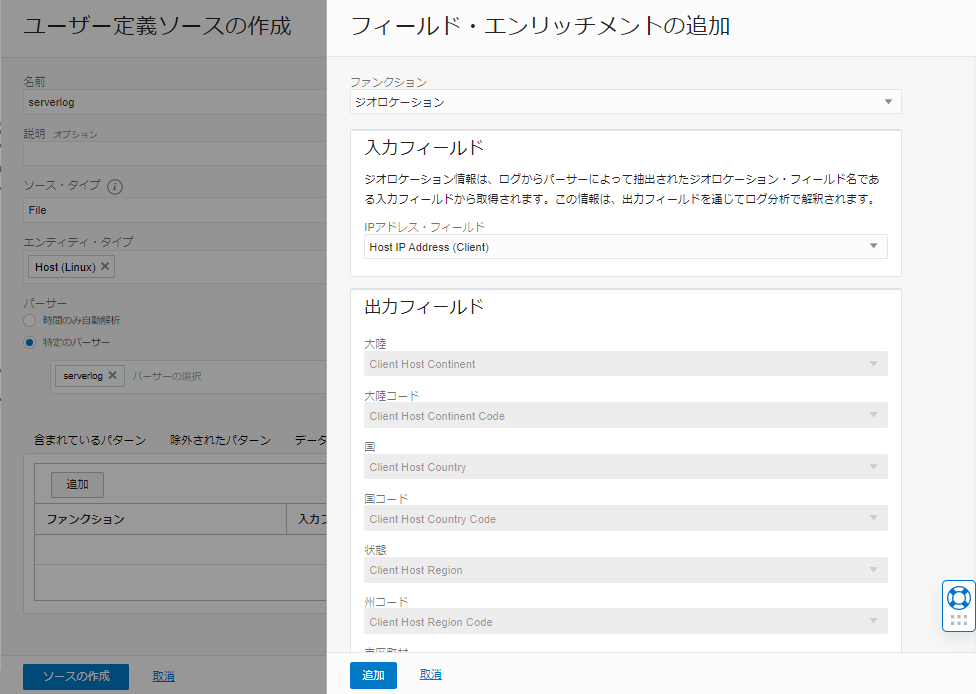 ユーザー定義ソースの作成
名前
serverlog
説明 オプション
ソース・タイプ
File
エンティティ・タイプ
Host (Linux)
パーサー
時間のみ自動解析
特定のパーサー
serverlog パーサーの選択
含まれているパターン 除外されたパターン データ
追加
ファンクション 入力フ
ソースの作成 取消
フィールド・エンリッチメントの追加
ファンクション
ジオロケーション
入力フィールド
ジオロケーション情報は、ログからパーサーによって抽出されたジオロケーション・フィールド名であ
る入力フィールドから取得されます。この情報は、出力フィールドを通じてログ分析で解釈されます。
IPアドレス・フィールド
Host IP Address (Client)
出力フィールド
大陸
Client Host Continent
大陸コード
Client Host Continent Code
国
Client Host Country
国コード
Client Host Country Code
状態
Client Host Region
州コード
Client Host Region Code
追加 取消